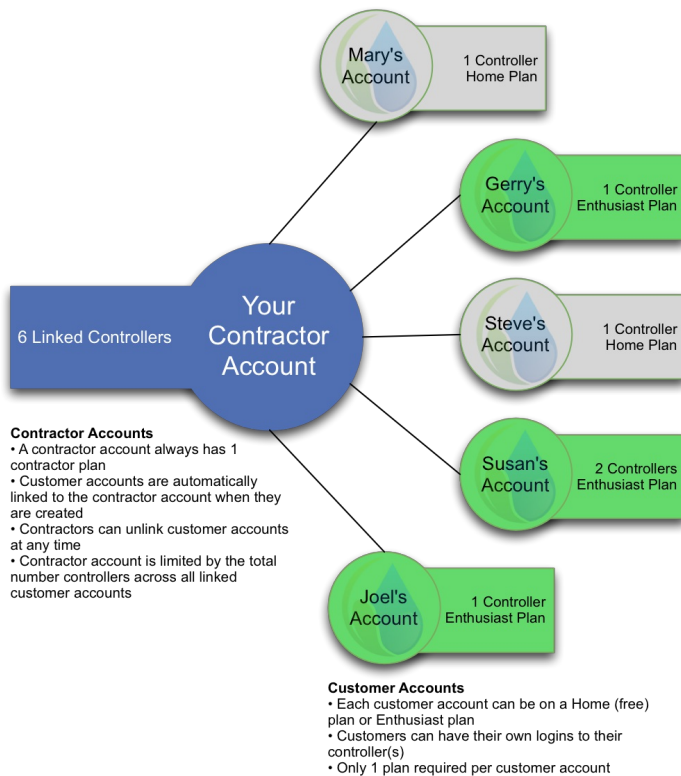 Mary's
Account
1 Controller
Home Plan
Gerry's
Account
1 Controller
Enthusiast Plan
6 Linked Controllers
Your
Contractor
Account
Steve's
Account
1 Controller
Home Plan
Susan's
Account
2 Controllers
Enthusiast Plan
Contractor Accounts
• A contractor account always has 1
contractor plan
• Customer accounts are automatically
linked to the contractor account when they
are created
• Contractors can unlink customer accounts
at any time
• Contractor account is limited by the total
number controllers across all linked
customer accounts
Joel's
Account
1 Controller
Enthusiast Plan
Customer Accounts
• Each customer account can be on a Home (free)
plan or Enthusiast plan
• Customers can have their own logins to their
controller(s)
• Only 1 plan required per customer account